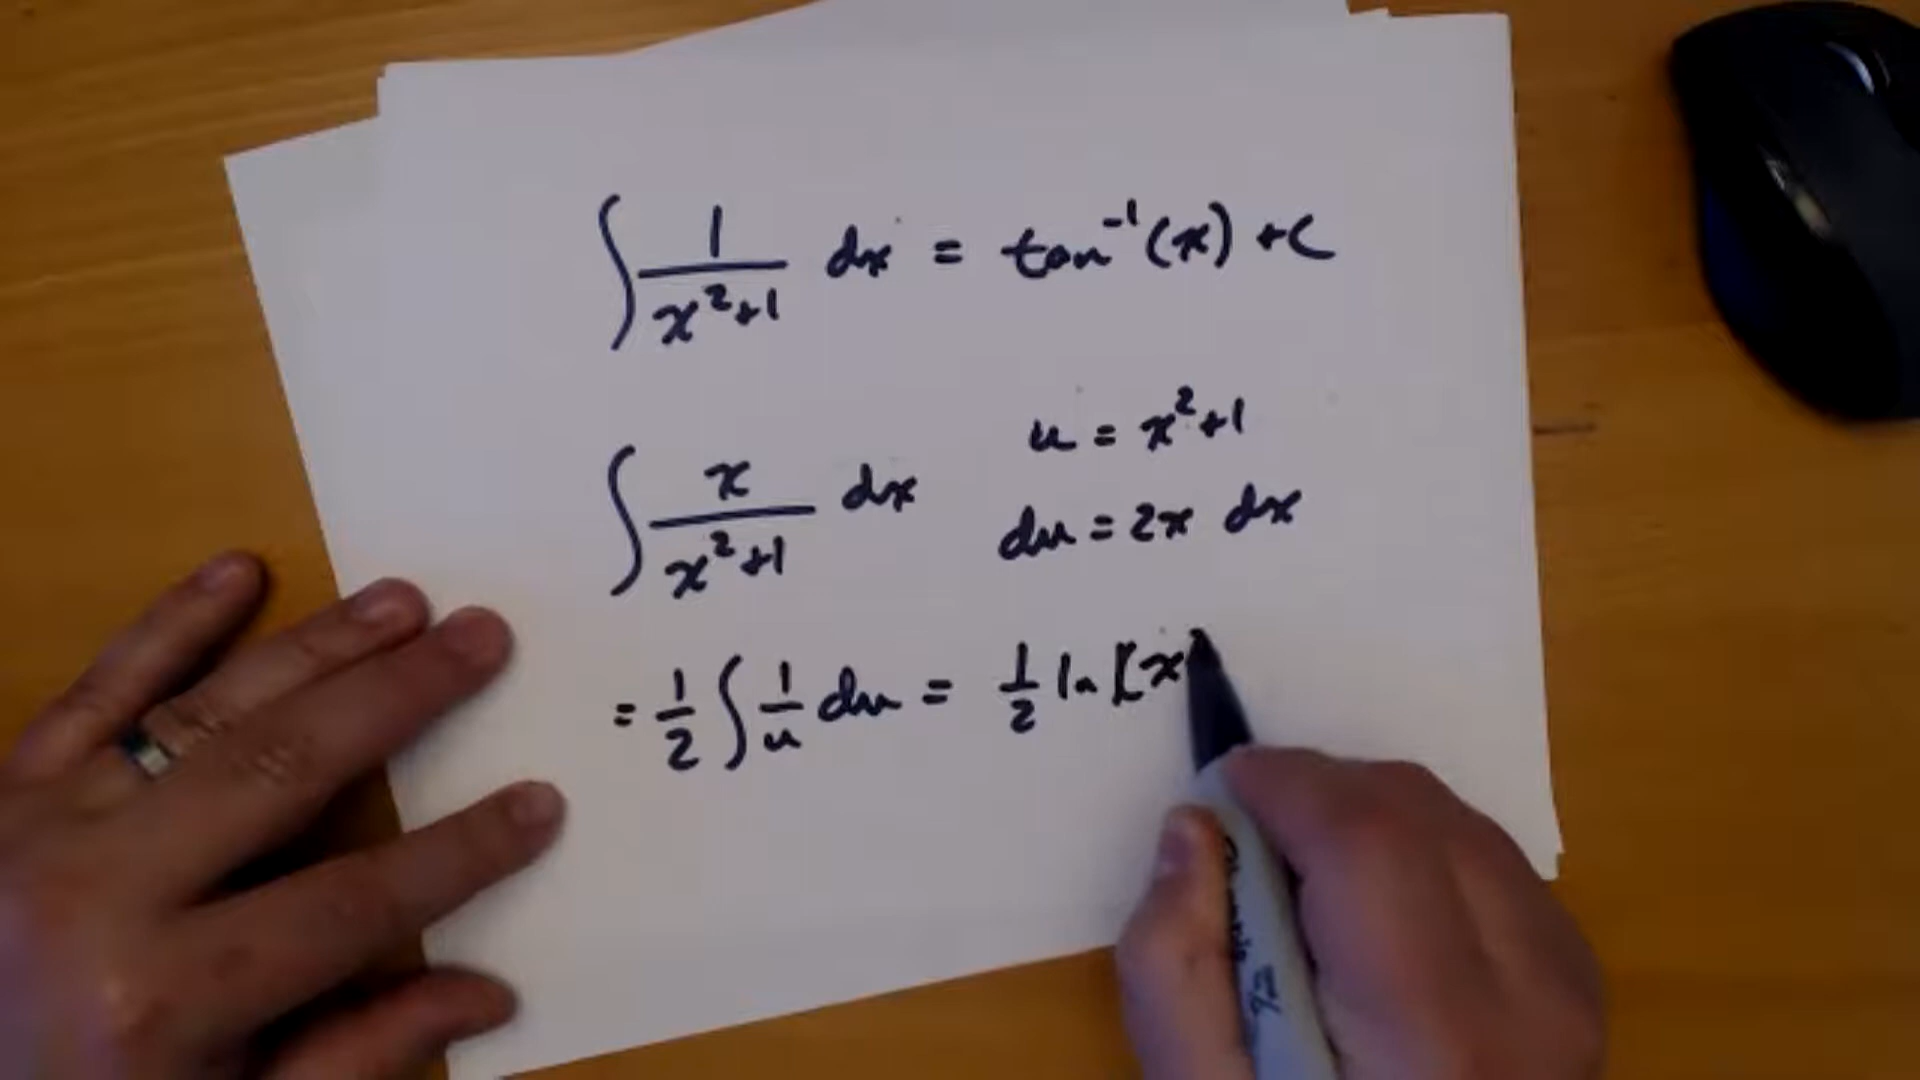 ∫ 1/(x²+1) dx = tan⁻¹(x) + C
u = x²+1
∫ x/(x²+1) dx
du = 2x dx
= 1/2 ∫ 1/u du = 1/2 ln |[x²